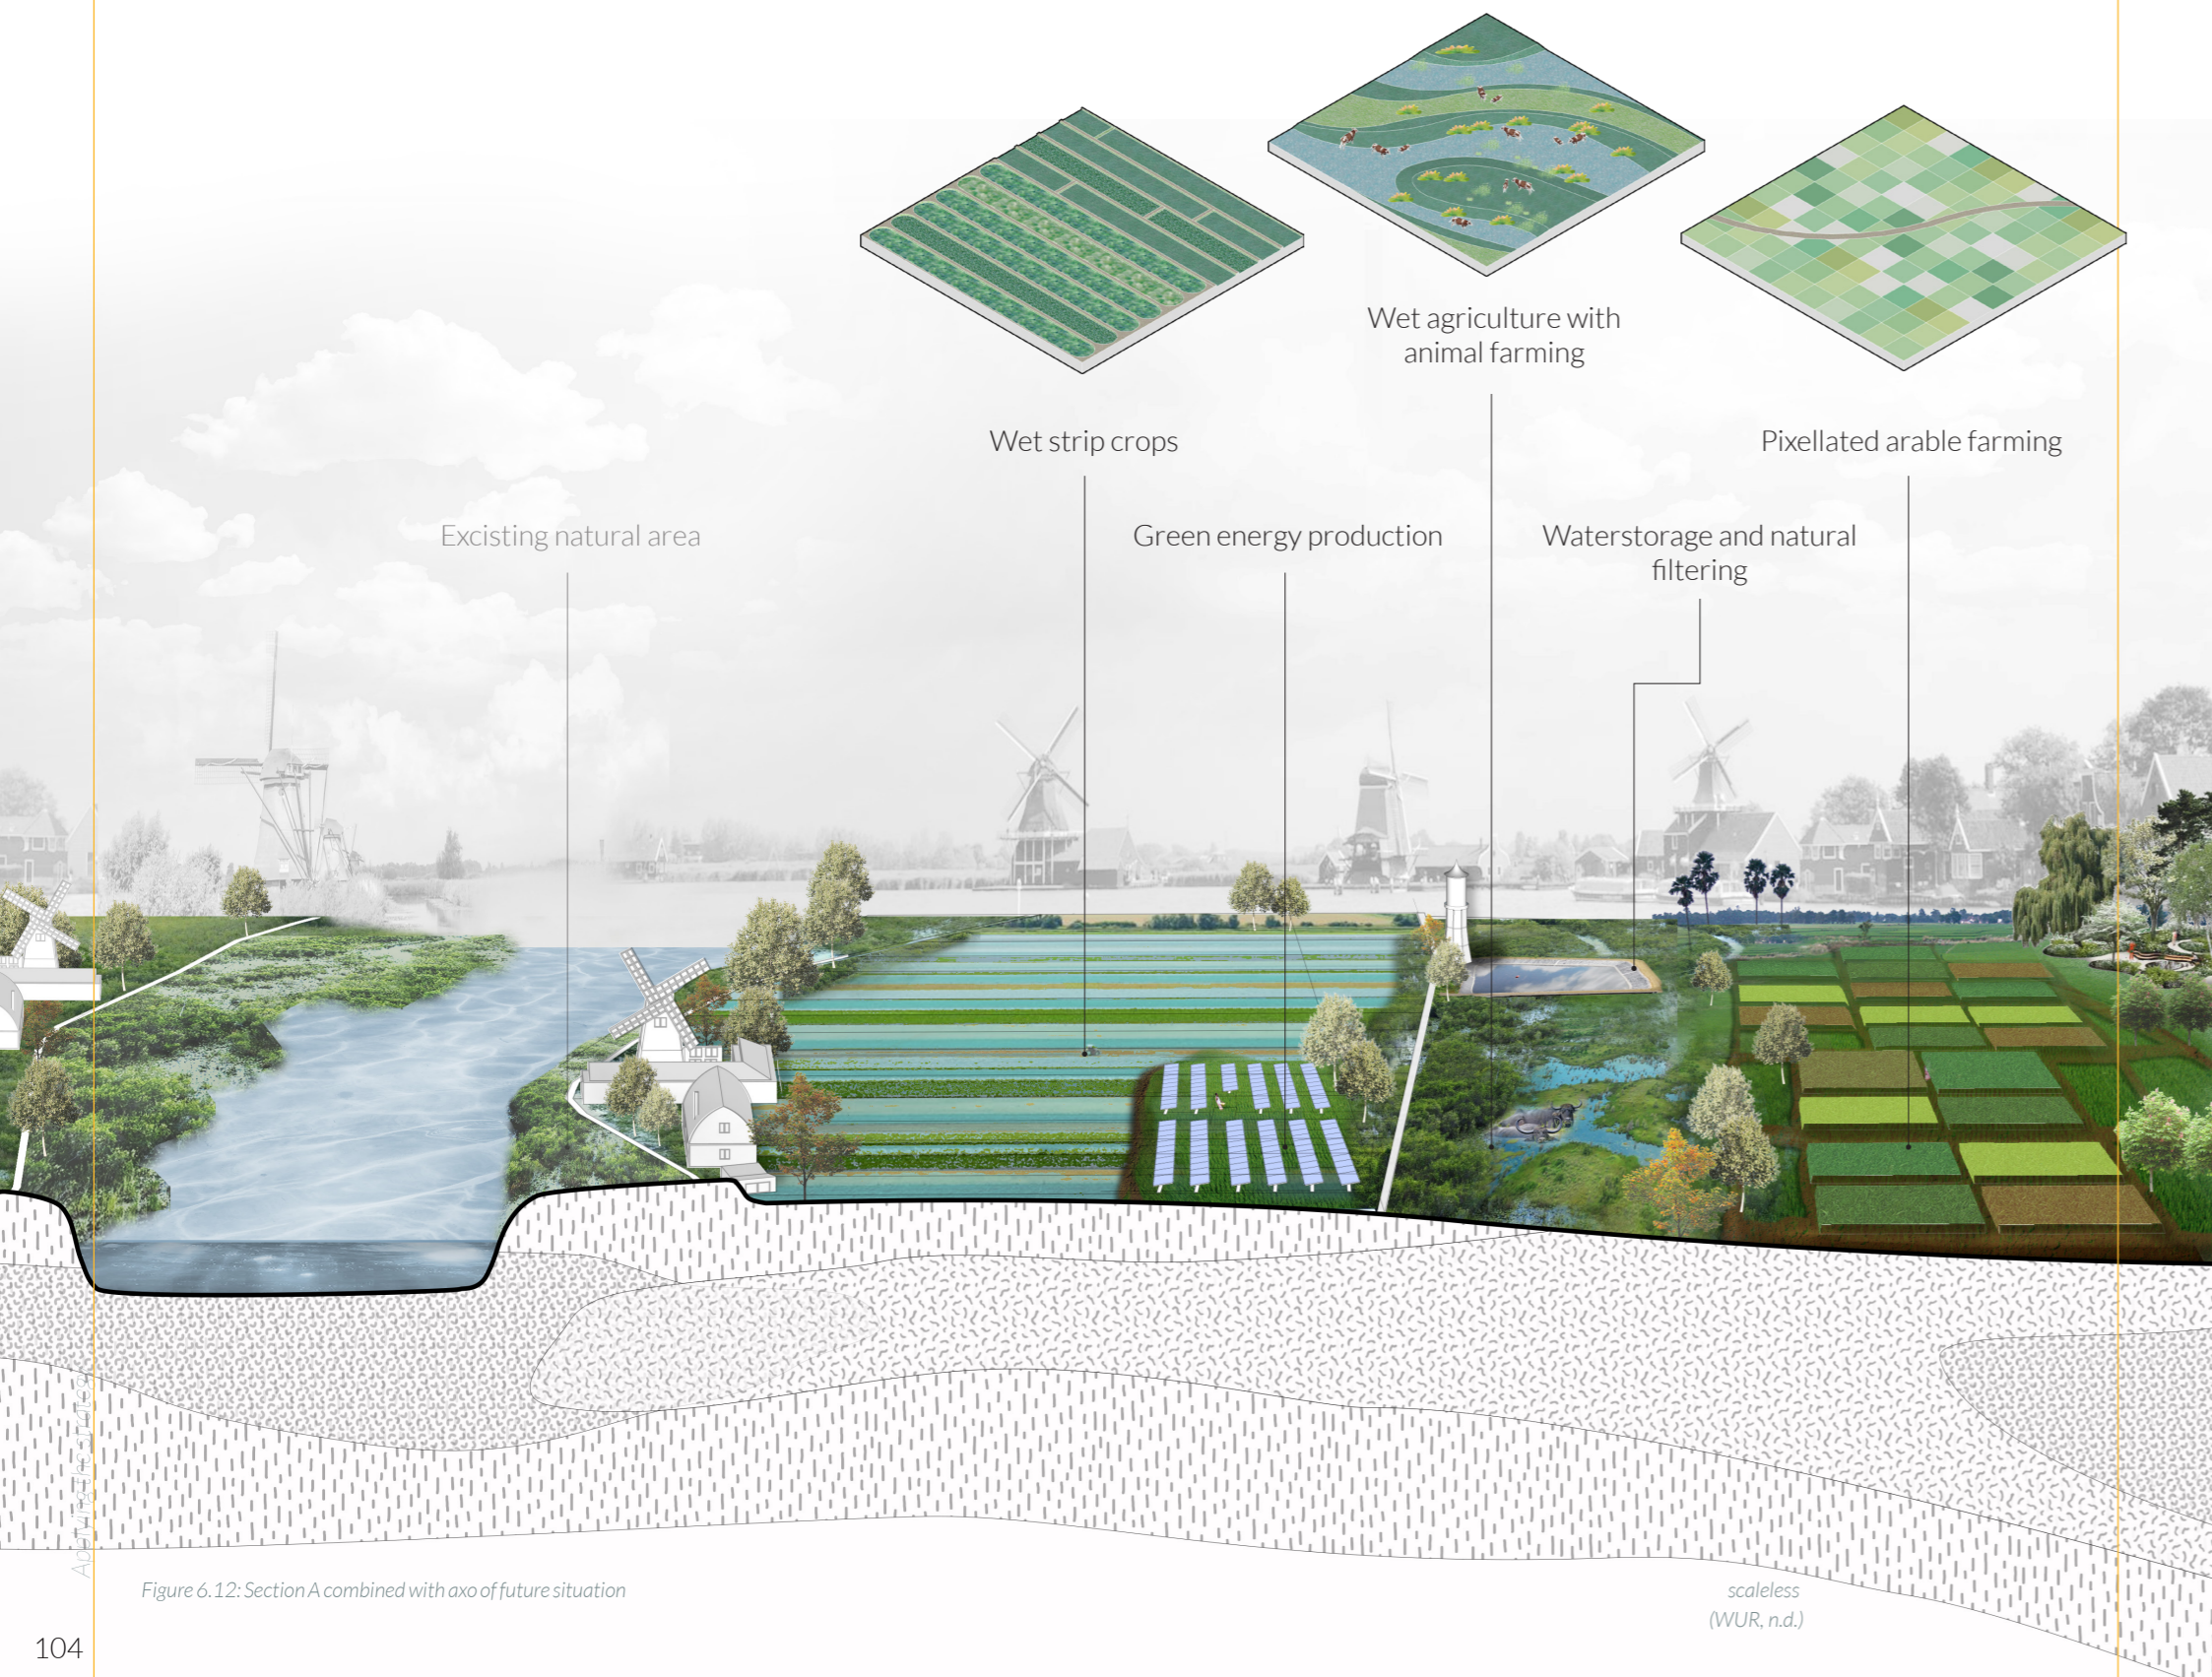 Wet agriculture with
animal farming
Wet strip crops
Pixellated arable farming
Excisting natural area
Green energy production
Waterstorage and natural
filtering
Figure 6.12: Section A combined with axo of future situation
scaleless
(WUR, n.d.)
104